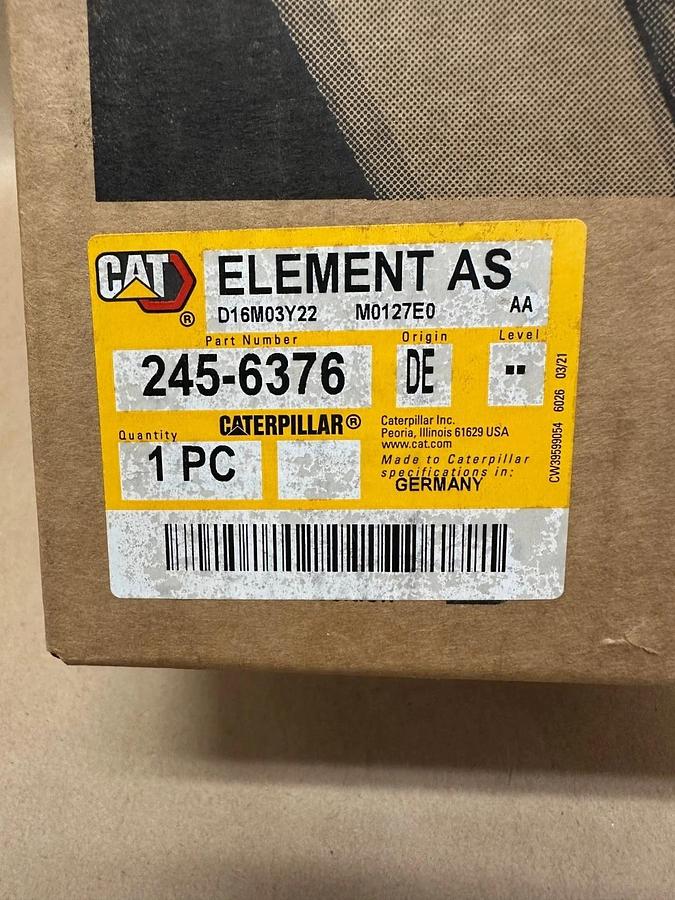 CAT ®
ELEMENT AS
D16M03Y22 M0127E0 AA
Part Number Origin Level
245-6376 DE --
CATERPILLAR®
Quantity
1 PC
Caterpillar Inc.
Peoria, Illinois 61629 USA
www.cat.com
Made to Caterpillar
specifications in:
GERMANY
CW39599054 6026 03/21